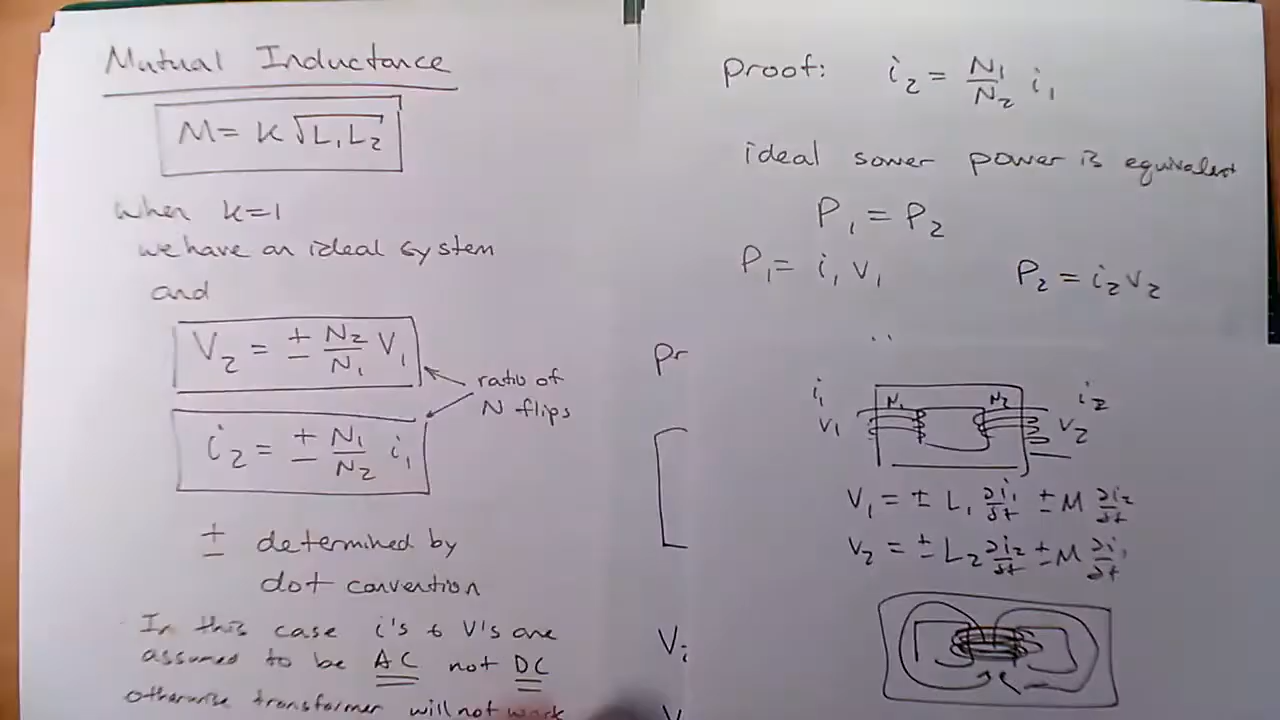 Mutual Inductance
M = K √L₁L₂
when k=1
we have an ideal system
and
V₂ = ± N₂/N₁ V₁
ratio of
N flips
i₂ = ± N₁/N₂ i₁
± determined by
dot convention
In this case i's & V's are
assumed to be AC not DC
otherwise transformer will not work
proof: i₂ = N₁/N₂ i₁
ideal sower power is equivalent
P₁ = P₂
P₁ = i₁ V₁ P₂ = i₂ V₂
Pr
i₁ N₁ N₂ i₂
V₁ V₂
V₁ = ± L₁ ∂i₁/∂t ± M ∂i₂/∂t
V₂ = ± L₂ ∂i₂/∂t ± M ∂i₁/∂t